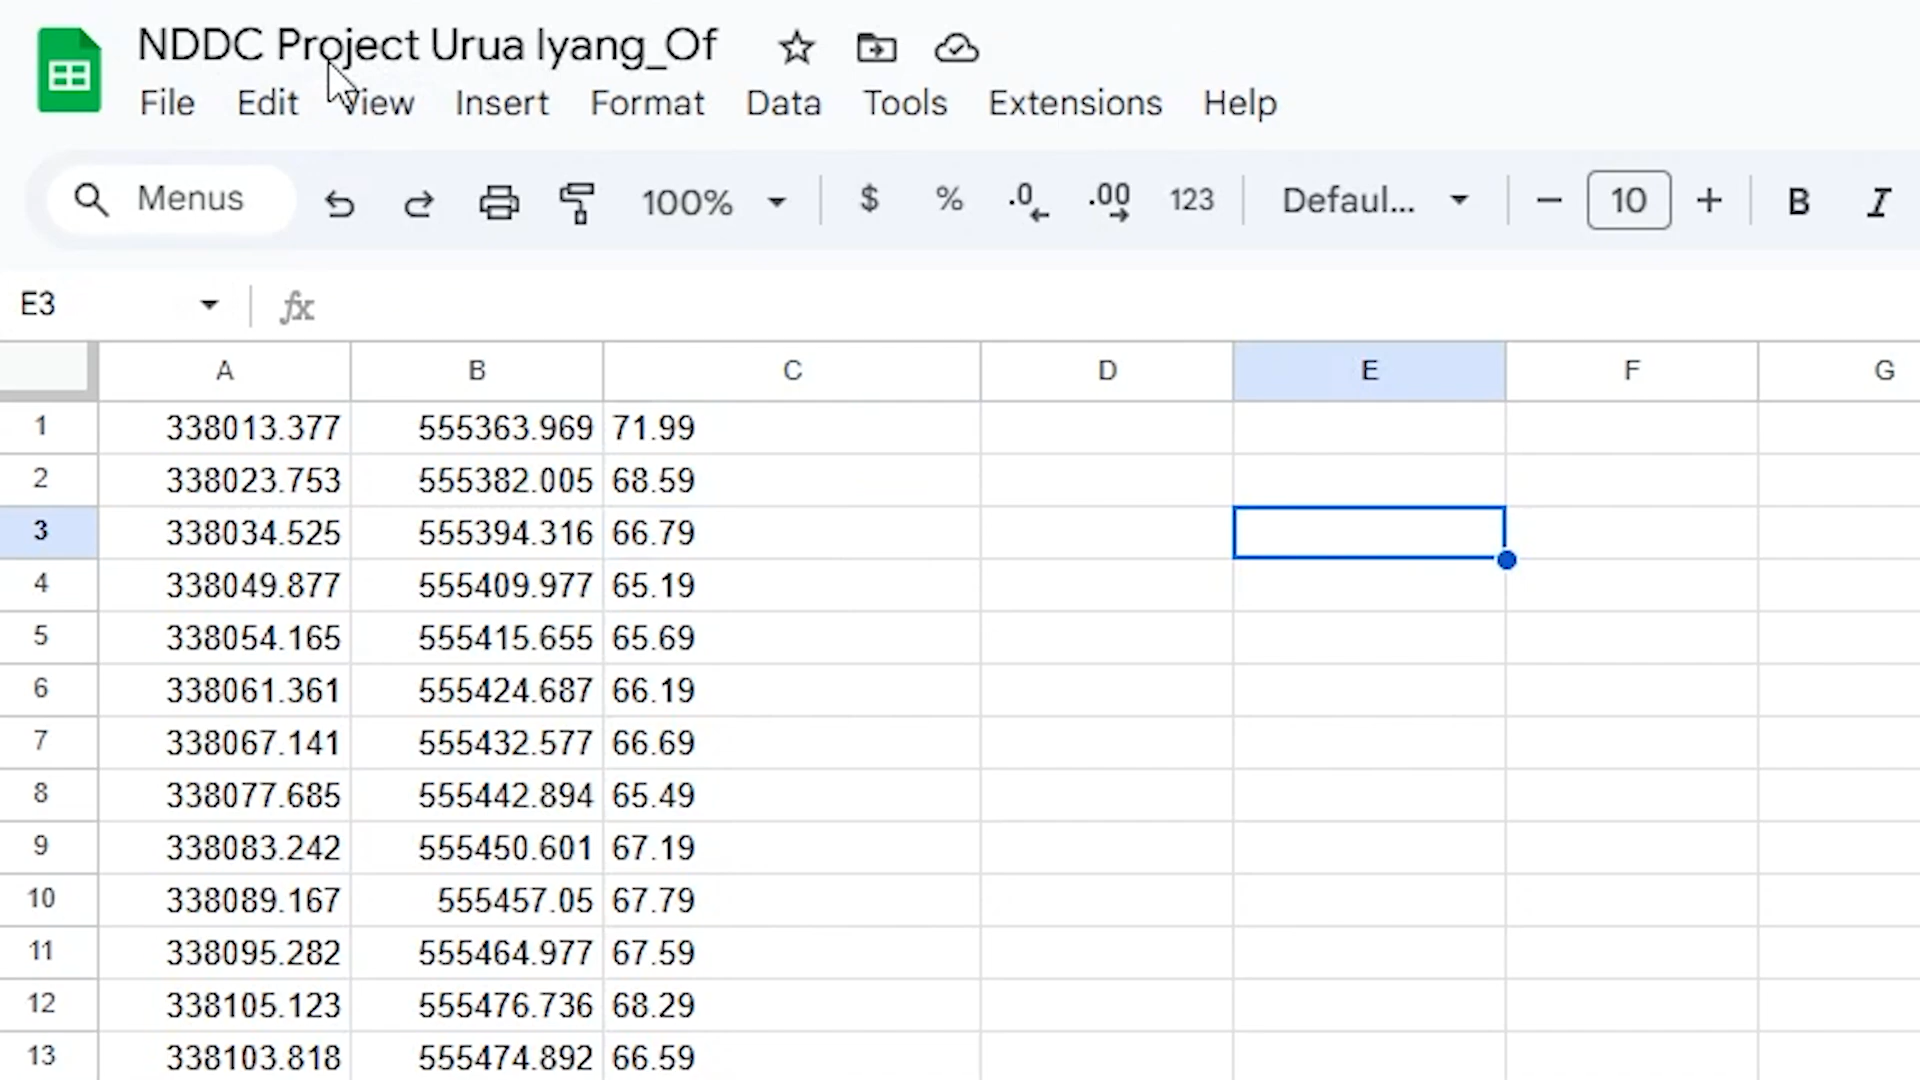 NDDC Project Urua Iyang_Of
File Edit View Insert Format Data Tools Extensions Help
Menus 100% $ % .0 .00 123 Defaul... 10 B I
E3 fx
A B C D E F G
1 338013.377 555363.969 71.99
2 338023.753 555382.005 68.59
3 338034.525 555394.316 66.79
4 338049.877 555409.977 65.19
5 338054.165 555415.655 65.69
6 338061.361 555424.687 66.19
7 338067.141 555432.577 66.69
8 338077.685 555442.894 65.49
9 338083.242 555450.601 67.19
10 338089.167 555457.05 67.79
11 338095.282 555464.977 67.59
12 338105.123 555476.736 68.29
13 338103.818 555474.892 66.59